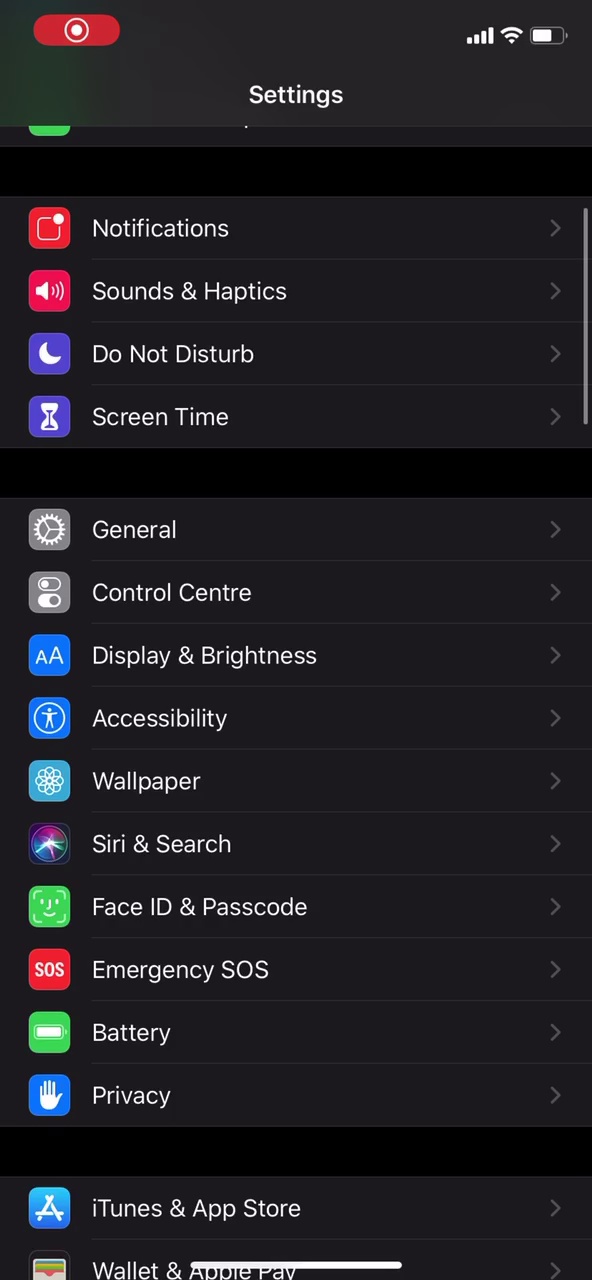 Settings
Notifications
Sounds & Haptics
Do Not Disturb
Screen Time
General
Control Centre
AA Display & Brightness
Accessibility
Wallpaper
Siri & Search
Face ID & Passcode
SOS Emergency SOS
Battery
Privacy
iTunes & App Store
Wallet & Apple Pay